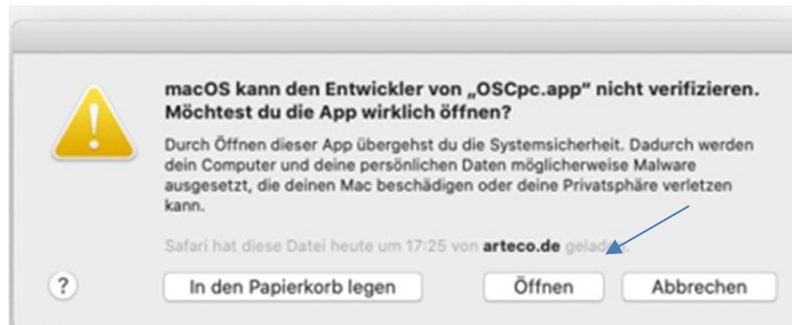 macOS kann den Entwickler von „OSCpc.app“ nicht verifizieren.
Möchtest du die App wirklich öffnen?
Durch Öffnen dieser App übergehst du die Systemsicherheit. Dadurch werden
dein Computer und deine persönlichen Daten möglicherweise Malware
ausgesetzt, die deinen Mac beschädigen oder deine Privatsphäre verletzen
kann.
Safari hat diese Datei heute um 17:25 von arteco.de geladen.
? In den Papierkorb legen Öffnen Abbrechen